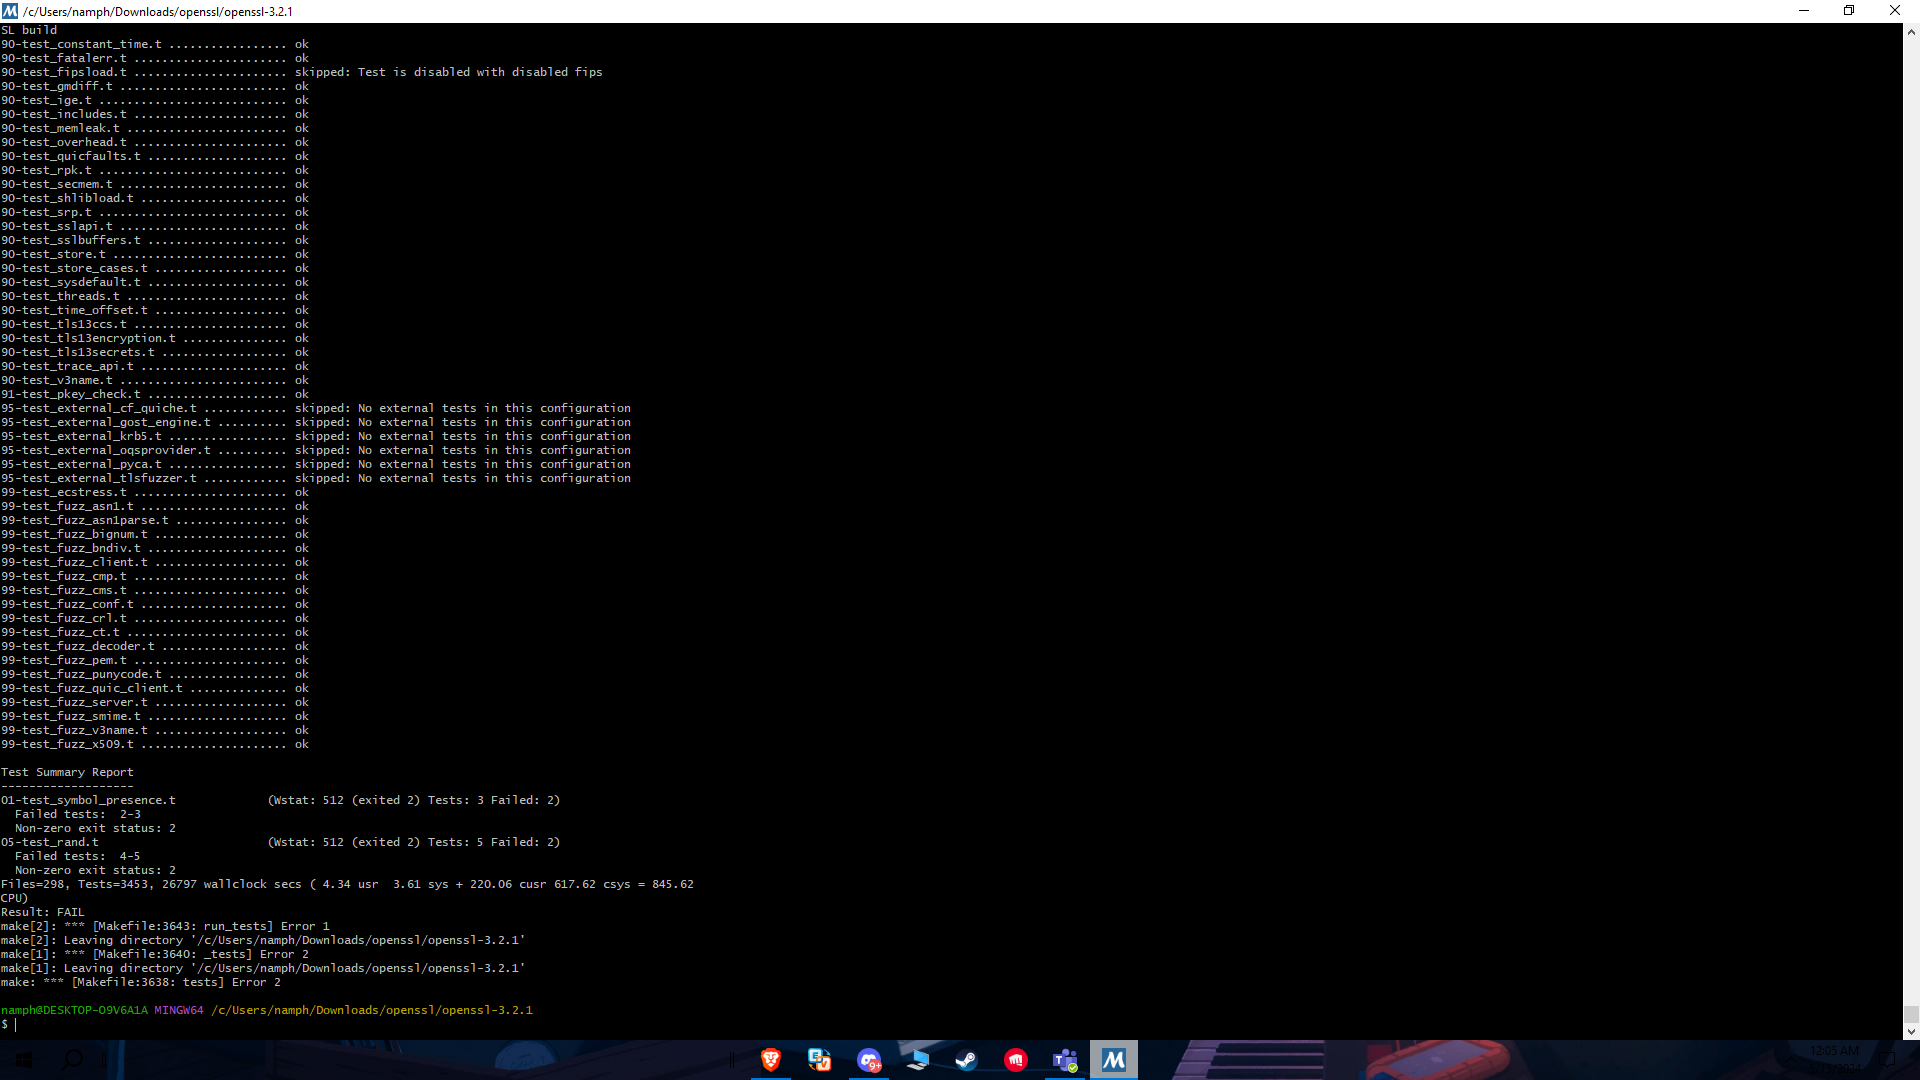 /c/Users/namph/Downloads/openssl/openssl-3.2.1
SL build
90-test_constant_time.t ................. ok
90-test_fatalerr.t ...................... ok
90-test_fipsload.t ...................... skipped: Test is disabled with disabled fips
90-test_gmdiff.t ........................ ok
90-test_ige.t ........................... ok
90-test_includes.t ...................... ok
90-test_memleak.t ....................... ok
90-test_overhead.t ...................... ok
90-test_quicfaults.t .................... ok
90-test_rpk.t ........................... ok
90-test_secmem.t ........................ ok
90-test_shlibload.t ..................... ok
90-test_srp.t ........................... ok
90-test_sslapi.t ........................ ok
90-test_sslbuffers.t .................... ok
90-test_store.t ......................... ok
90-test_store_cases.t ................... ok
90-test_sysdefault.t .................... ok
90-test_threads.t ....................... ok
90-test_time_offset.t ................... ok
90-test_tls13ccs.t ...................... ok
90-test_tls13encryption.t ............... ok
90-test_tls13secrets.t .................. ok
90-test_trace_api.t ..................... ok
90-test_v3name.t ........................ ok
91-test_pkey_check.t .................... ok
95-test_external_cf_quiche.t ............ skipped: No external tests in this configuration
95-test_external_gost_engine.t .......... skipped: No external tests in this configuration
95-test_external_krb5.t ................. skipped: No external tests in this configuration
95-test_external_oqsprovider.t .......... skipped: No external tests in this configuration
95-test_external_pyca.t ................. skipped: No external tests in this configuration
95-test_external_tlsfuzzer.t ............ skipped: No external tests in this configuration
99-test_ecstress.t ...................... ok
99-test_fuzz_asn1.t ..................... ok
99-test_fuzz_asn1parse.t ................ ok
99-test_fuzz_bignum.t ................... ok
99-test_fuzz_bndiv.t .................... ok
99-test_fuzz_client.t ................... ok
99-test_fuzz_cmp.t ...................... ok
99-test_fuzz_cms.t ...................... ok
99-test_fuzz_conf.t ..................... ok
99-test_fuzz_crl.t ...................... ok
99-test_fuzz_ct.t ....................... ok
99-test_fuzz_decoder.t .................. ok
99-test_fuzz_pem.t ...................... ok
99-test_fuzz_punycode.t ................. ok
99-test_fuzz_quic_client.t .............. ok
99-test_fuzz_server.t ................... ok
99-test_fuzz_smime.t .................... ok
99-test_fuzz_v3name.t ................... ok
99-test_fuzz_x509.t ..................... ok
Test Summary Report
-------------------
01-test_symbol_presence.t             (Wstat: 512 (exited 2) Tests: 3 Failed: 2)
  Failed tests:  2-3
  Non-zero exit status: 2
05-test_rand.t                        (Wstat: 512 (exited 2) Tests: 5 Failed: 2)
  Failed tests:  4-5
  Non-zero exit status: 2
Files=298, Tests=3453, 26797 wallclock secs ( 4.34 usr  3.61 sys + 220.06 cusr 617.62 csys = 845.62
CPU)
Result: FAIL
make[2]: *** [Makefile:3643: run_tests] Error 1
make[2]: Leaving directory '/c/Users/namph/Downloads/openssl/openssl-3.2.1'
make[1]: *** [Makefile:3640: _tests] Error 2
make[1]: Leaving directory '/c/Users/namph/Downloads/openssl/openssl-3.2.1'
make: *** [Makefile:3638: tests] Error 2
namph@DESKTOP-O9V6A1A MINGW64 /c/Users/namph/Downloads/openssl/openssl-3.2.1
$
9+
12:05 AM